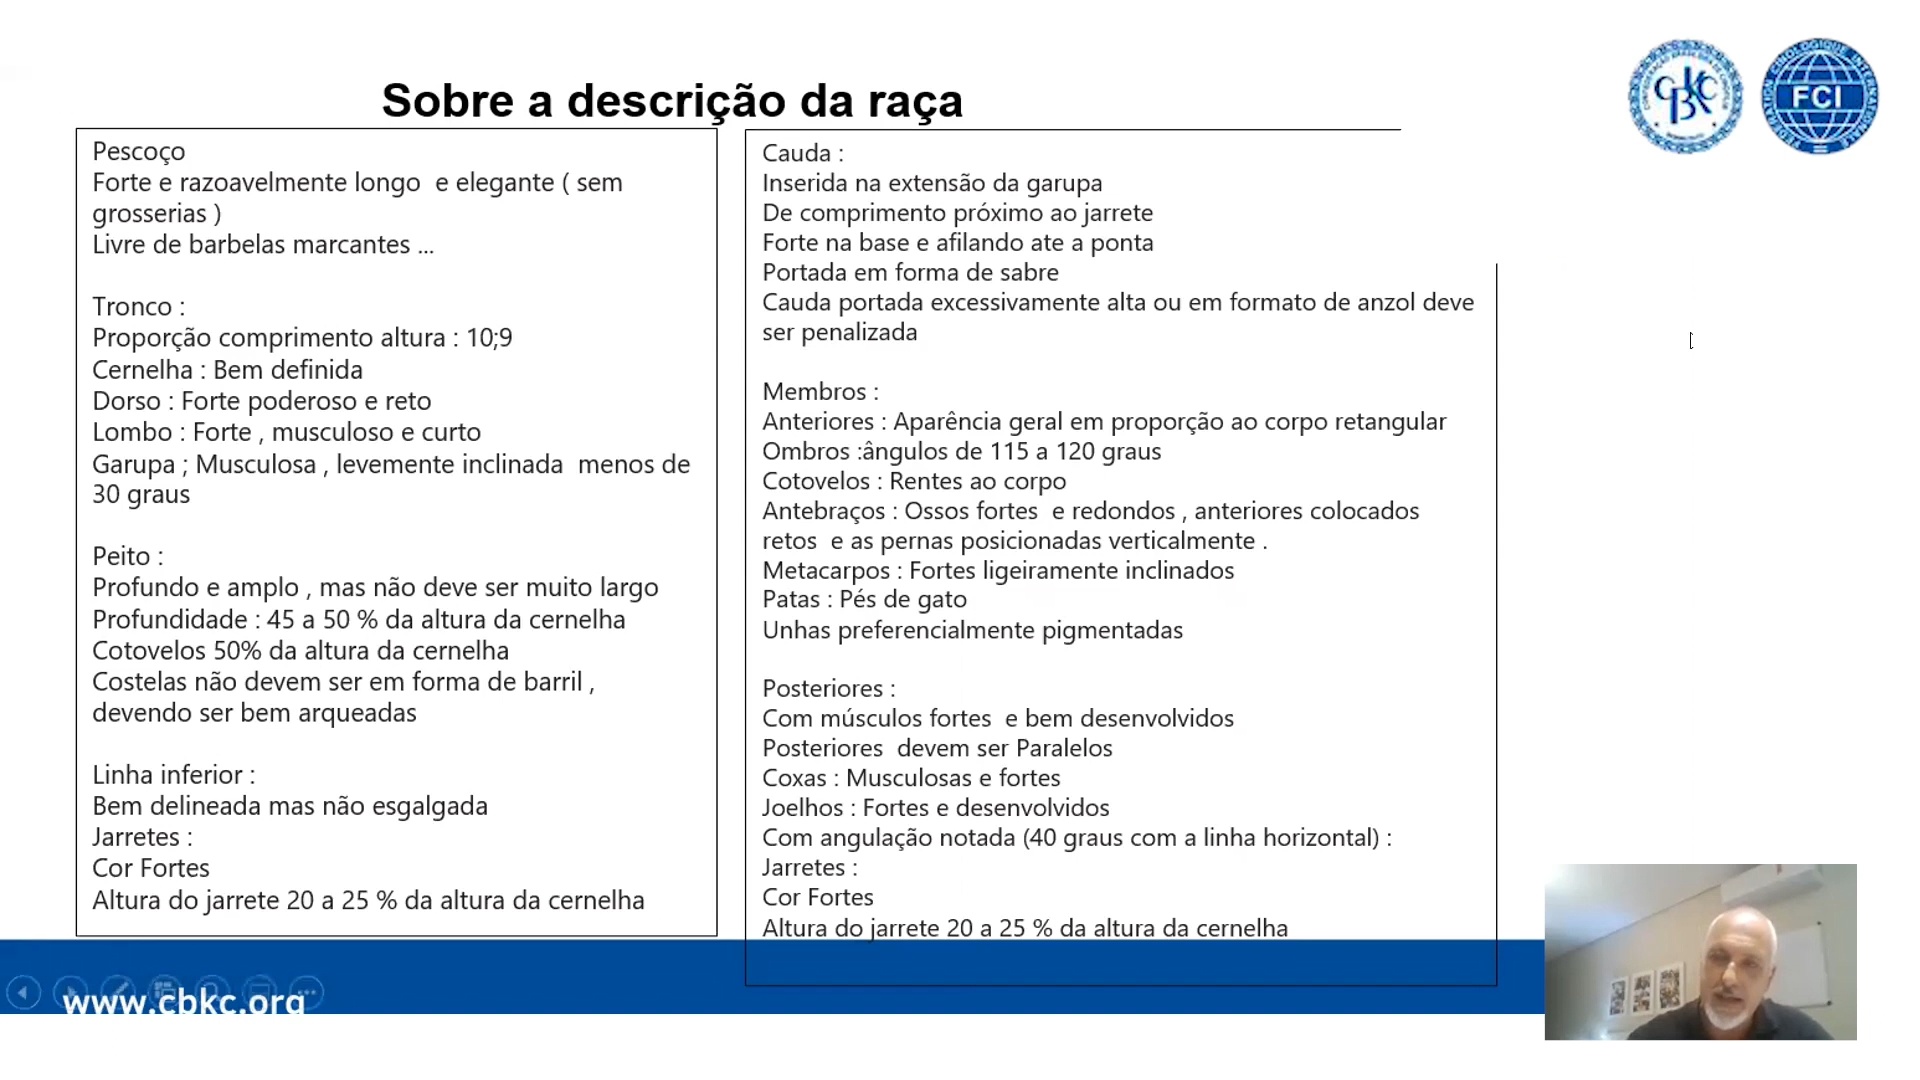 Sobre a descrição da raça
Pescoço
Forte e razoavelmente longo e elegante ( sem
grosserias )
Livre de barbelas marcantes ...
Tronco :
Proporção comprimento altura : 10;9
Cernelha : Bem definida
Dorso : Forte poderoso e reto
Lombo : Forte , musculoso e curto
Garupa ; Musculosa , levemente inclinada menos de
30 graus
Peito :
Profundo e amplo , mas não deve ser muito largo
Profundidade : 45 a 50 % da altura da cernelha
Cotovelos 50% da altura da cernelha
Costelas não devem ser em forma de barril ,
devendo ser bem arqueadas
Linha inferior :
Bem delineada mas não esgalgada
Jarretes :
Cor Fortes
Altura do jarrete 20 a 25 % da altura da cernelha
Cauda :
Inserida na extensão da garupa
De comprimento próximo ao jarrete
Forte na base e afilando ate a ponta
Portada em forma de sabre
Cauda portada excessivamente alta ou em formato de anzol deve
ser penalizada
Membros :
Anteriores : Aparência geral em proporção ao corpo retangular
Ombros :ângulos de 115 a 120 graus
Cotovelos : Rentes ao corpo
Antebraços : Ossos fortes e redondos , anteriores colocados
retos e as pernas posicionadas verticalmente .
Metacarpos : Fortes ligeiramente inclinados
Patas : Pés de gato
Unhas preferencialmente pigmentadas
Posteriores :
Com músculos fortes e bem desenvolvidos
Posteriores devem ser Paralelos
Coxas : Musculosas e fortes
Joelhos : Fortes e desenvolvidos
Com angulação notada (40 graus com a linha horizontal) :
Jarretes :
Cor Fortes
Altura do jarrete 20 a 25 % da altura da cernelha
CBKC
FEDERATION CYNOLOGIQUE INTERNATIONALE
FCI
www.cbkc.org